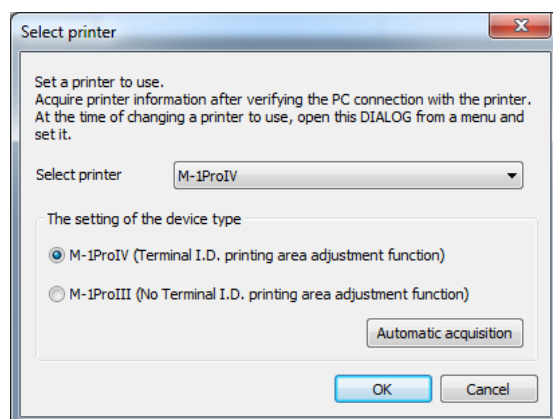 Select printer
Set a printer to use.
Acquire printer information after verifying the PC connection with the printer.
At the time of changing a printer to use, open this DIALOG from a menu and
set it.
Select printer
M-1ProIV
The setting of the device type
M-1ProIV (Terminal I.D. printing area adjustment function)
M-1ProIII (No Terminal I.D. printing area adjustment function)
Automatic acquisition
OK
Cancel